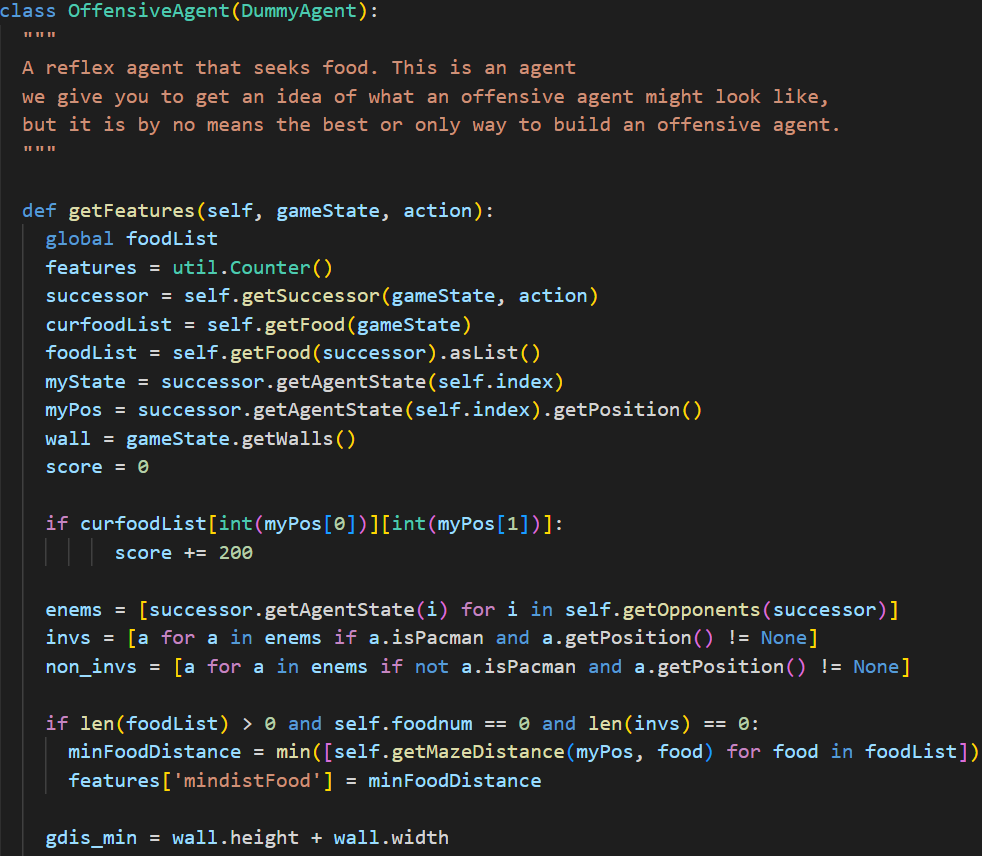 class OffensiveAgent(DummyAgent):
  """
  A reflex agent that seeks food. This is an agent
  we give you to get an idea of what an offensive agent might look like,
  but it is by no means the best or only way to build an offensive agent.
  """

  def getFeatures(self, gameState, action):
    global foodList
    features = util.Counter()
    successor = self.getSuccessor(gameState, action)
    curfoodList = self.getFood(gameState)
    foodList = self.getFood(successor).asList()
    myState = successor.getAgentState(self.index)
    myPos = successor.getAgentState(self.index).getPosition()
    wall = gameState.getWalls()
    score = 0

    if curfoodList[int(myPos[0])][int(myPos[1])]:
          score += 200

    enems = [successor.getAgentState(i) for i in self.getOpponents(successor)]
    invs = [a for a in enems if a.isPacman and a.getPosition() != None]
    non_invs = [a for a in enems if not a.isPacman and a.getPosition() != None]

    if len(foodList) > 0 and self.foodnum == 0 and len(invs) == 0:
      minFoodDistance = min([self.getMazeDistance(myPos, food) for food in foodList])
      features['mindistFood'] = minFoodDistance

    gdis_min = wall.height + wall.width